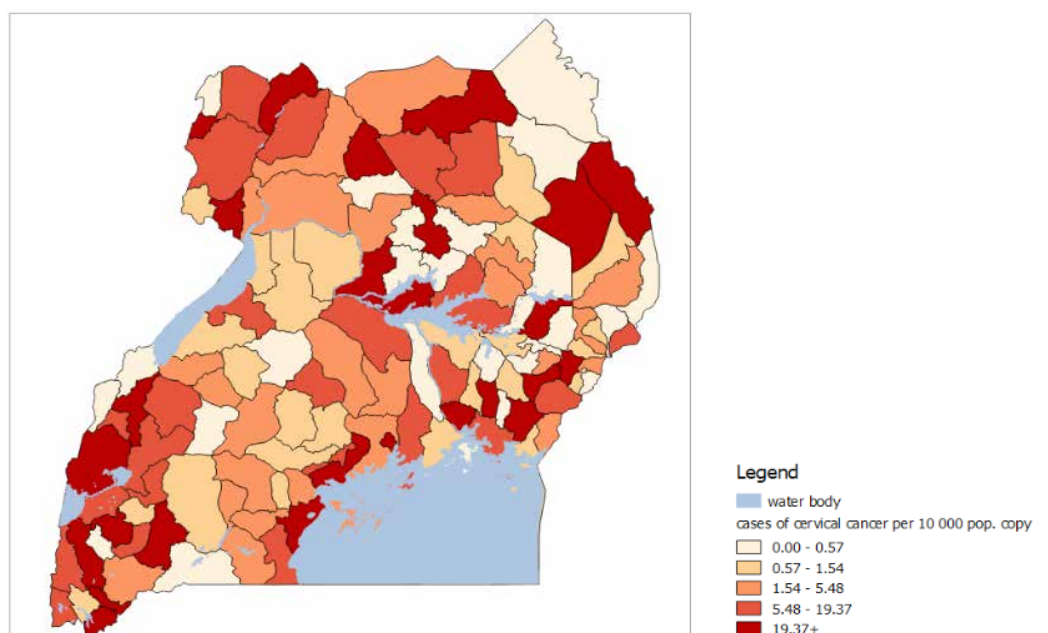 Legend
water body
cases of cervical cancer per 10 000 pop. copy
0.00 - 0.57
0.57 - 1.54
1.54 - 5.48
5.48 - 19.37
19.37+